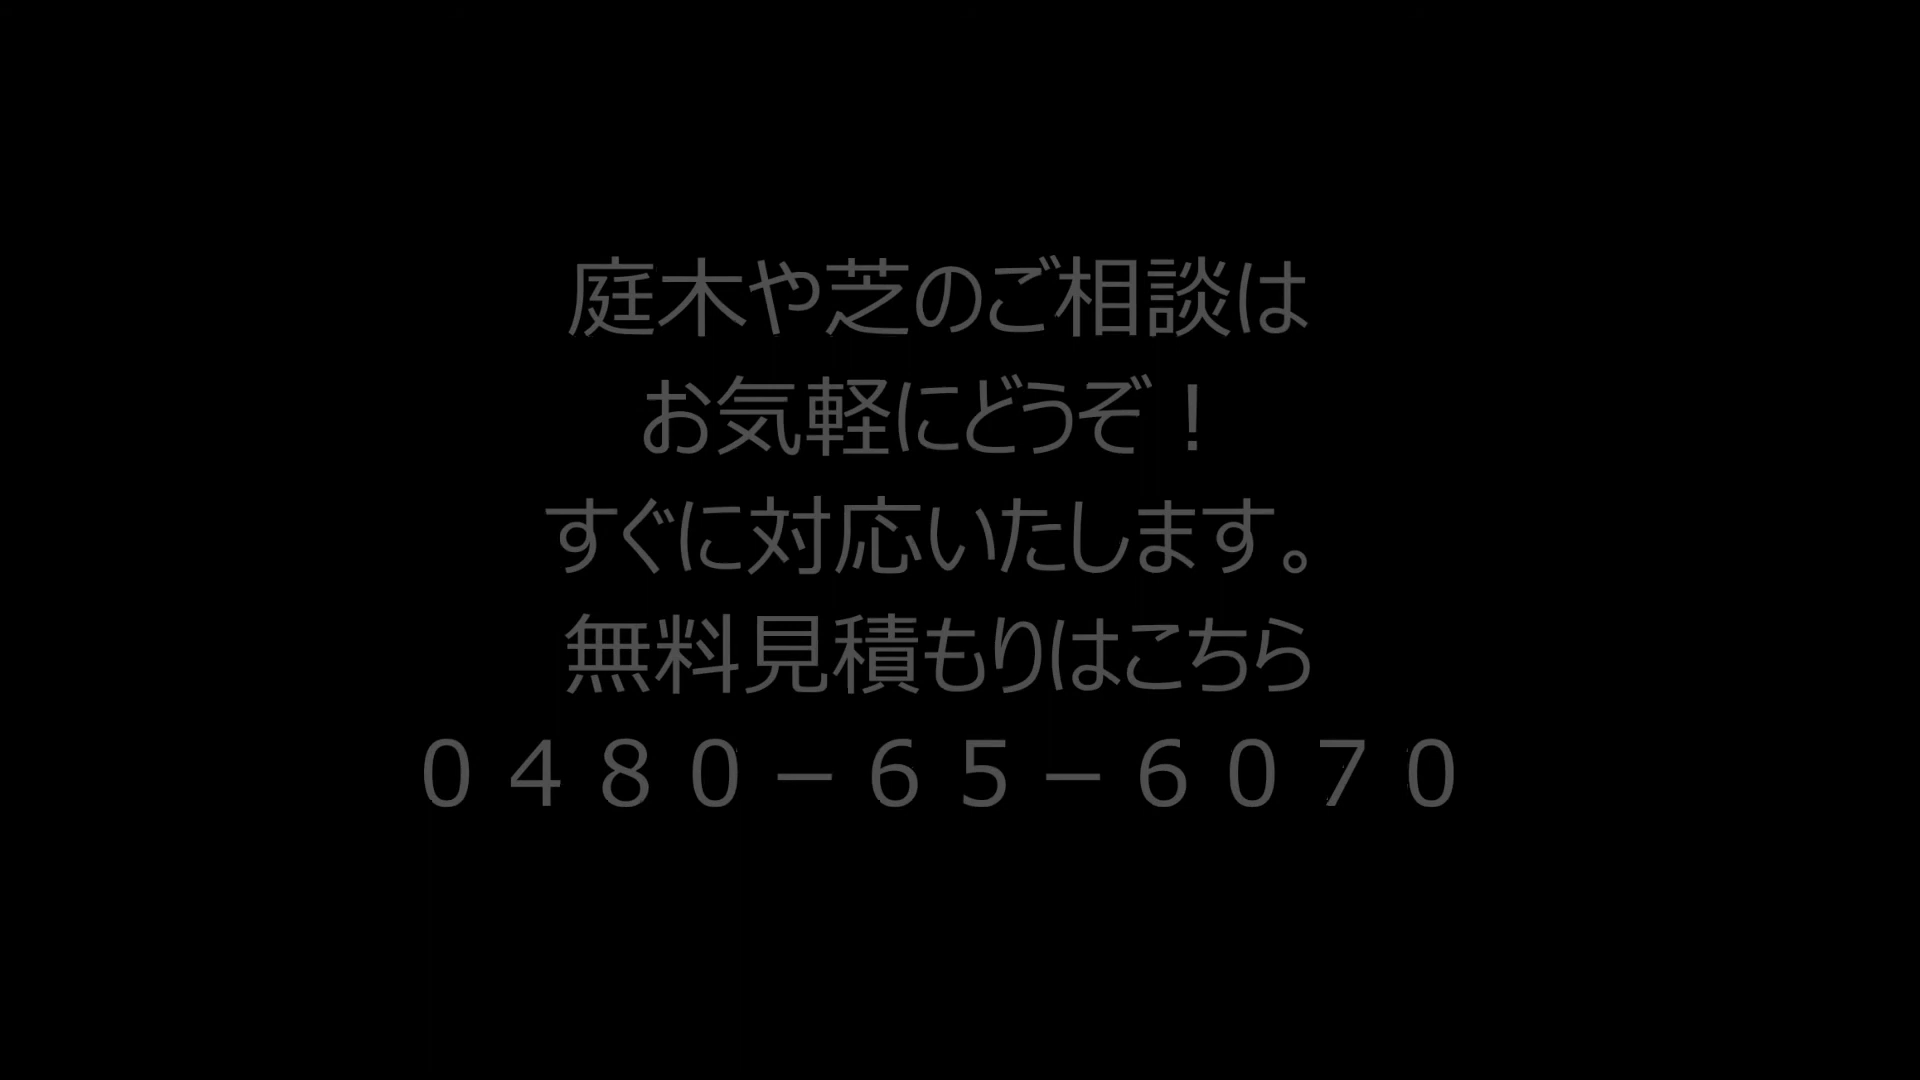 庭木や芝のご相談は
お気軽にどうぞ！
すぐに対応いたします。
無料見積もりはこちら
０４８０－６５－６０７０